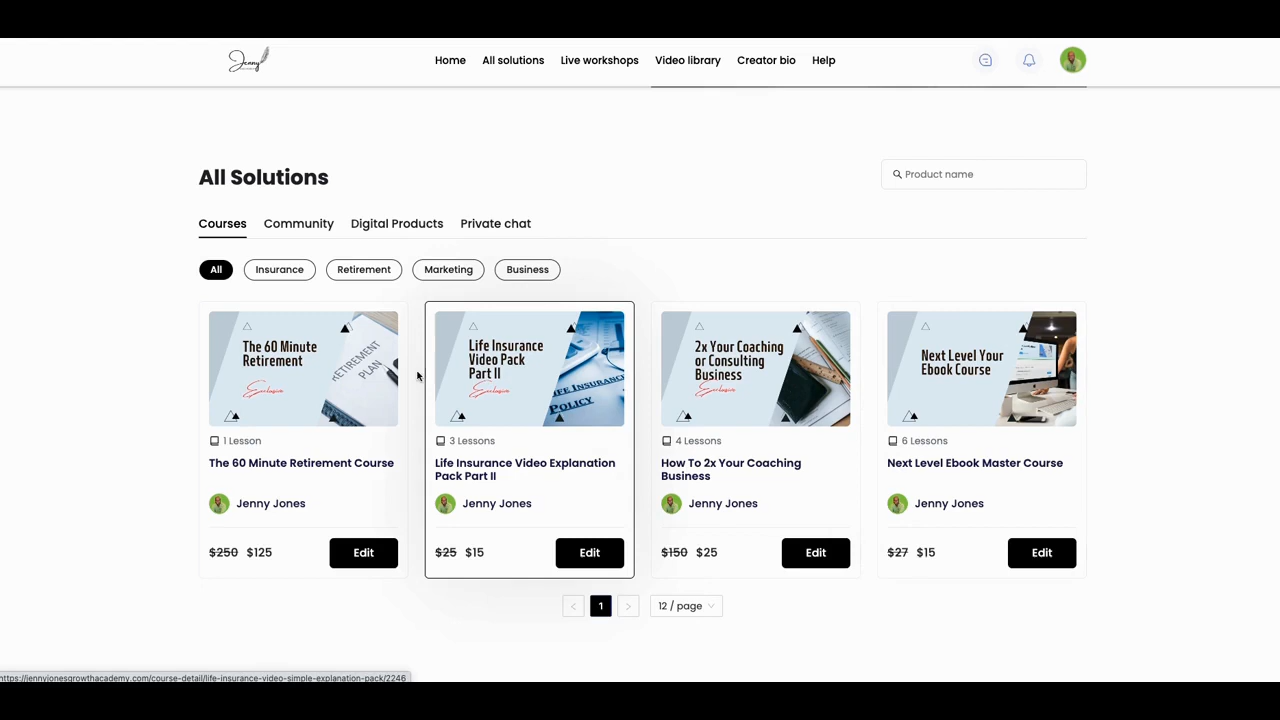 Jenny
Home All solutions Live workshops Video library Creator bio Help
All Solutions
Product name
Courses Community Digital Products Private chat
All Insurance Retirement Marketing Business
The 60 Minute
Retirement
Exclusive
RETIREMENT
PLAN
Life Insurance
Video Pack
Part II
Exclusive
LIFE INSURANCE
POLICY
2x Your Coaching
or Consulting
Business
Exclusive
Next Level Your
Ebook Course
1 Lesson
3 Lessons
4 Lessons
6 Lessons
The 60 Minute Retirement Course
Life Insurance Video Explanation
Pack Part II
How To 2x Your Coaching
Business
Next Level Ebook Master Course
Jenny Jones
Jenny Jones
Jenny Jones
Jenny Jones
$250 $125 Edit
$25 $15 Edit
$150 $25 Edit
$27 $15 Edit
< 1 > 12 / page
https://jennyjonesgrowthacademy.com/course-detail/life-insurance-video-simple-explanation-pack/2246